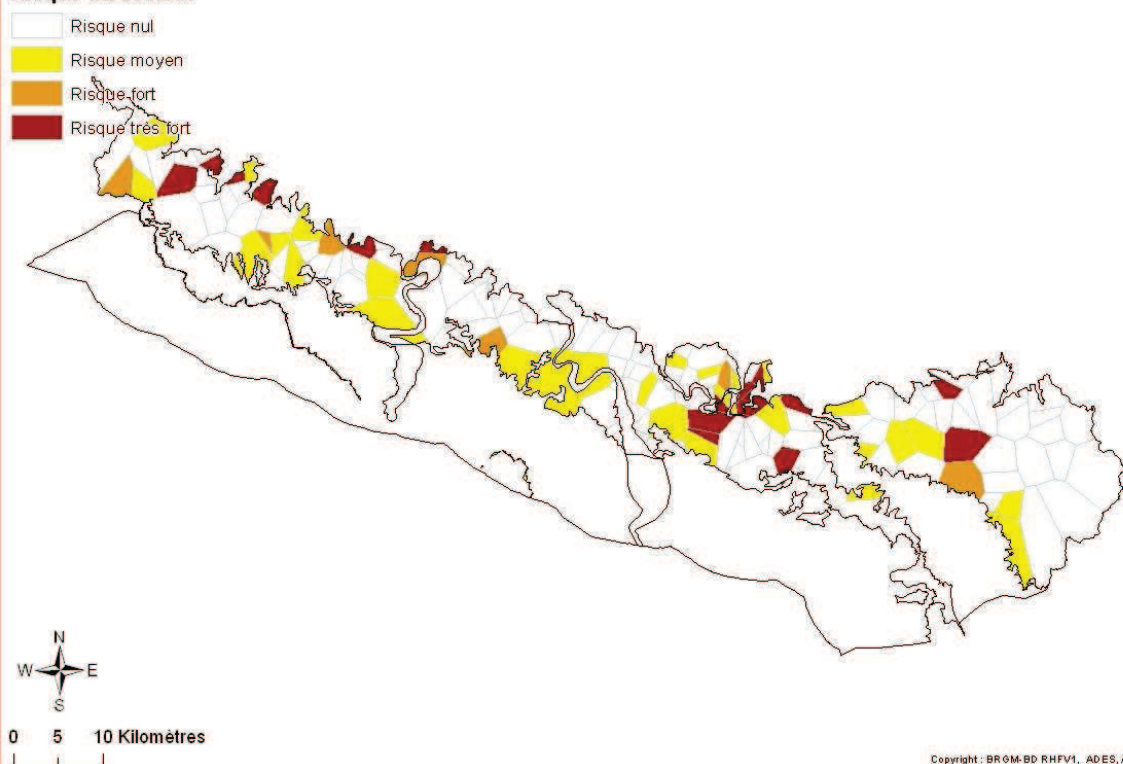 Risque nul
Risque moyen
Risque fort
Risque très fort
N
W E
S
0 5 10 Kilomètres
Copyright : BRGM-BD RHFV1, ADES,